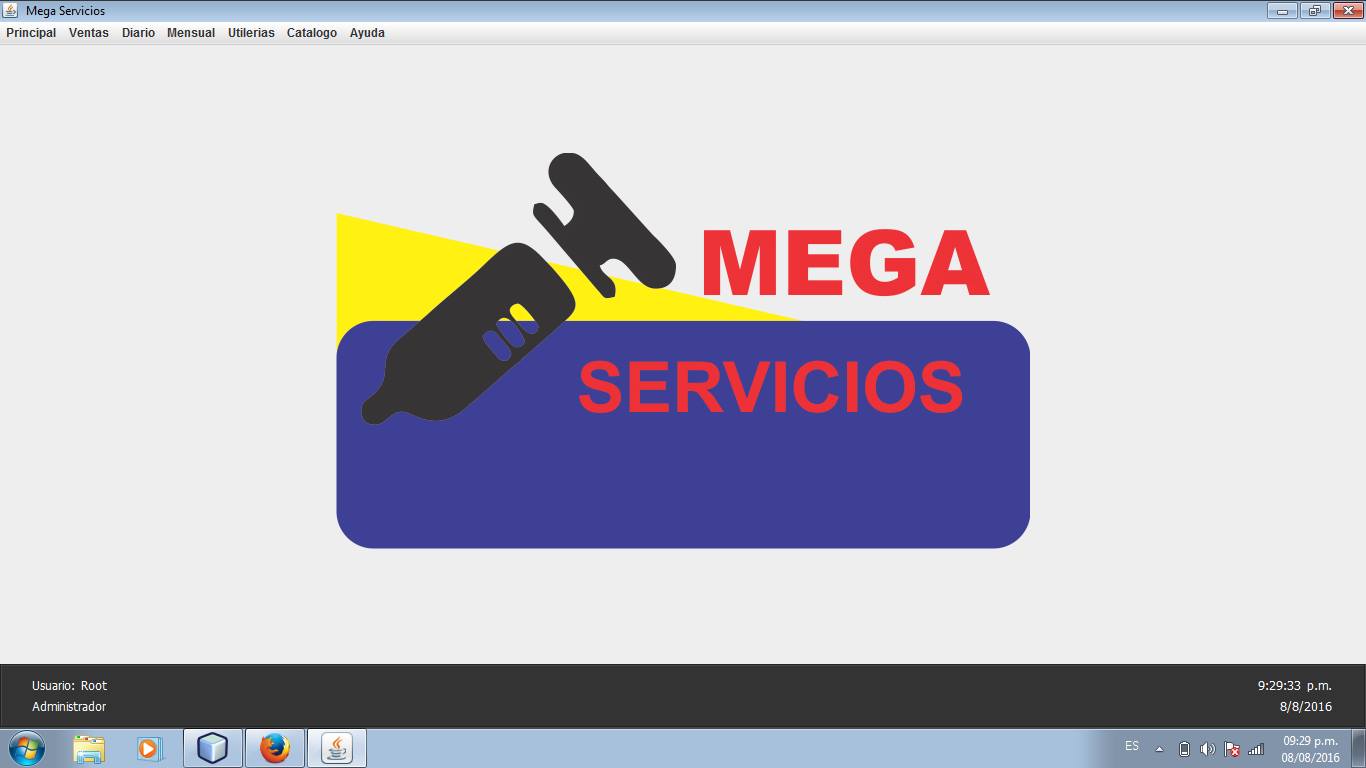 Mega Servicios
Principal Ventas Diario Mensual Utilerias Catalogo Ayuda
MEGA
SERVICIOS
Usuario: Root 9:29:33 p.m.
Administrador 8/8/2016
ES 09:29 p.m.
08/08/2016